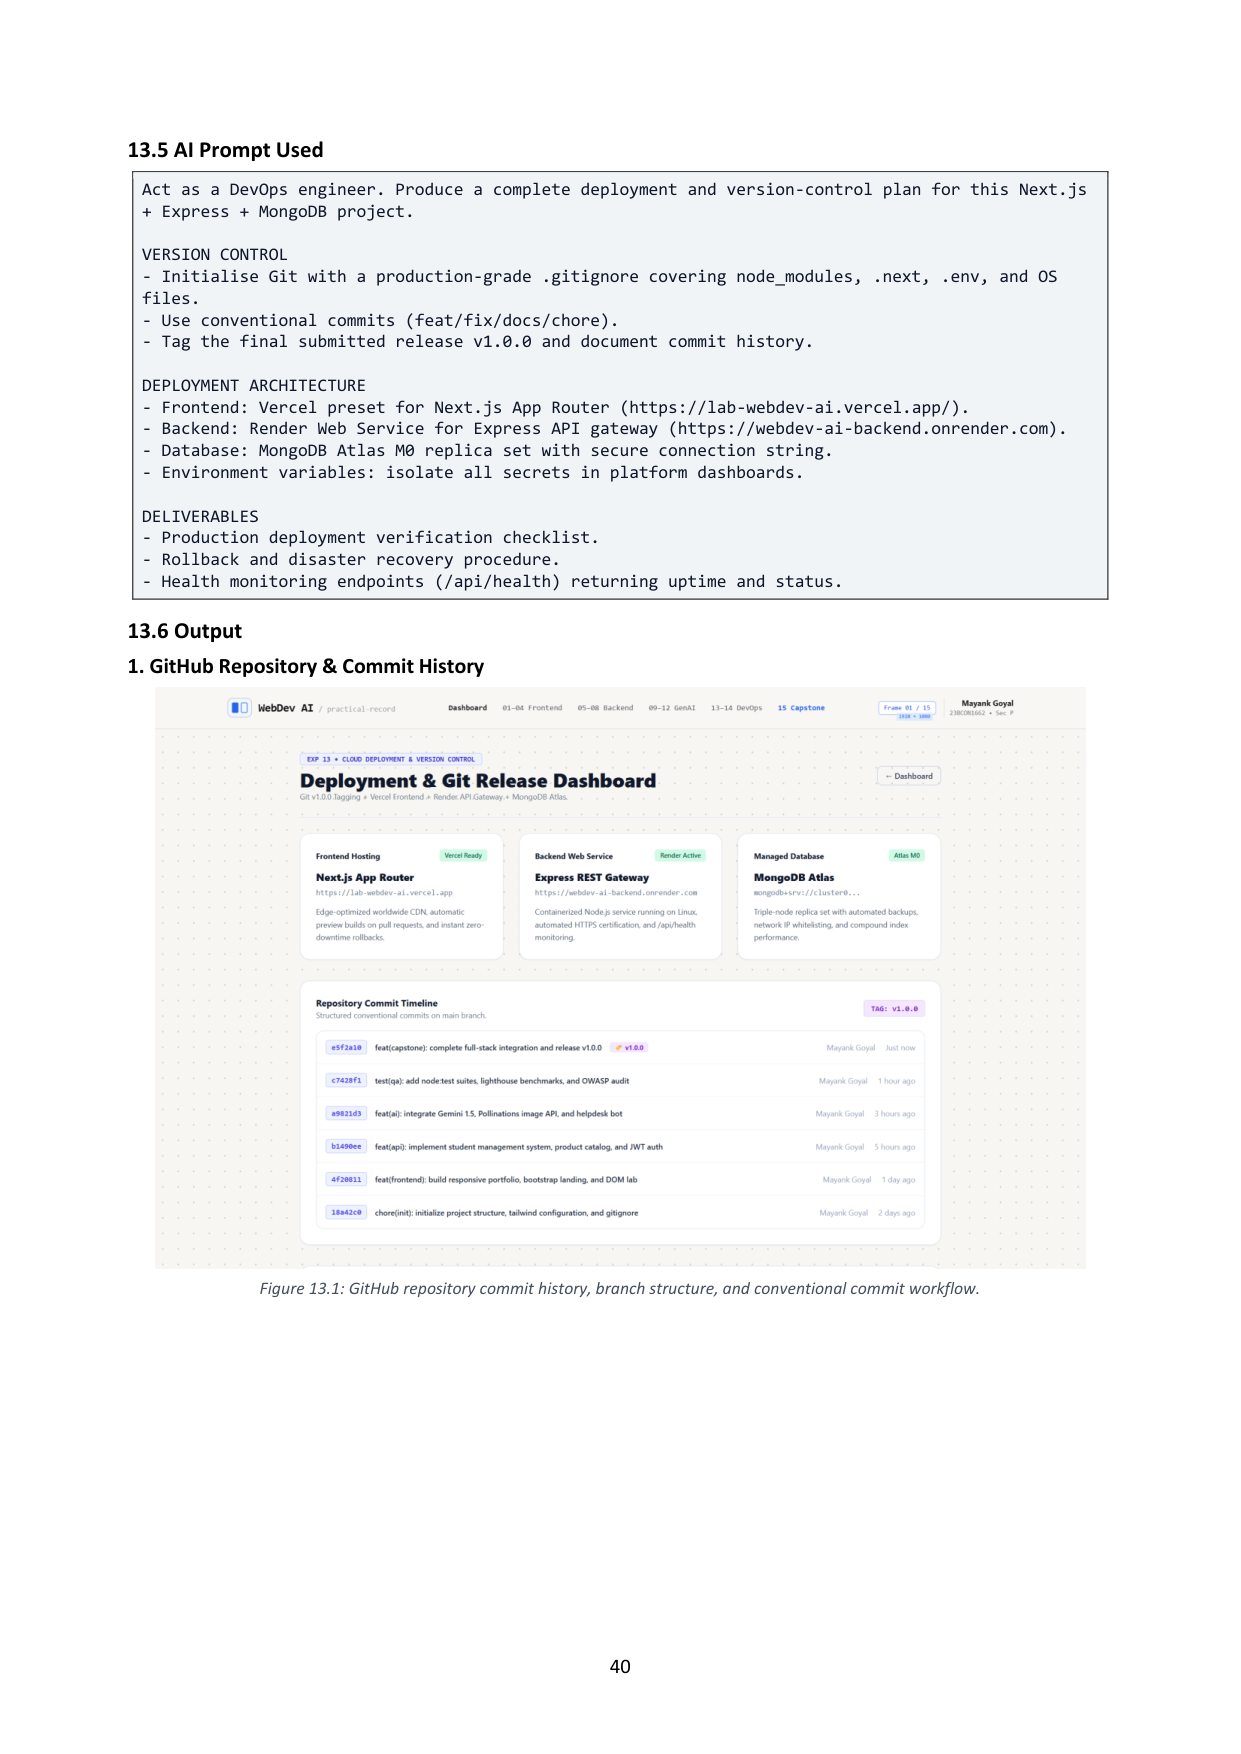 13.5 AI Prompt Used
Act as a DevOps engineer. Produce a complete deployment and version-control plan for this Next.js
+ Express + MongoDB project.
VERSION CONTROL
- Initialise Git with a production-grade .gitignore covering node_modules, .next, .env, and OS
files.
- Use conventional commits (feat/fix/docs/chore).
- Tag the final submitted release v1.0.0 and document commit history.
DEPLOYMENT ARCHITECTURE
- Frontend: Vercel preset for Next.js App Router (https://lab-webdev-ai.vercel.app/).
- Backend: Render Web Service for Express API gateway (https://webdev-ai-backend.onrender.com).
- Database: MongoDB Atlas M0 replica set with secure connection string.
- Environment variables: isolate all secrets in platform dashboards.
DELIVERABLES
- Production deployment verification checklist.
- Rollback and disaster recovery procedure.
- Health monitoring endpoints (/api/health) returning uptime and status.
13.6 Output
1. GitHub Repository & Commit History
WebDev AI / practical-record Dashboard 01–04 Frontend 05–08 Backend 09–12 GenAI 13–14 DevOps 15 Capstone Frame 01 / 15 Mayank Goyal
1920 × 1080 23BCON1662 • Sec P
EXP 13 • CLOUD DEPLOYMENT & VERSION CONTROL
Deployment & Git Release Dashboard ← Dashboard
Git v1.0.0 Tagging + Vercel Frontend + Render API Gateway + MongoDB Atlas.
Frontend Hosting Vercel Ready
Next.js App Router
https://lab-webdev-ai.vercel.app
Edge-optimized worldwide CDN, automatic
preview builds on pull requests, and instant zero-
downtime rollbacks.
Backend Web Service Render Active
Express REST Gateway
https://webdev-ai-backend.onrender.com
Containerized Node.js service running on Linux,
automated HTTPS certification, and /api/health
monitoring.
Managed Database Atlas M0
MongoDB Atlas
mongodb+srv://cluster0...
Triple-node replica set with automated backups,
network IP whitelisting, and compound index
performance.
Repository Commit Timeline TAG: v1.0.0
Structured conventional commits on main branch.
e5f2a10 feat(capstone): complete full-stack integration and release v1.0.0 v1.0.0 Mayank Goyal Just now
c7428f1 test(qa): add node:test suites, lighthouse benchmarks, and OWASP audit Mayank Goyal 1 hour ago
a9821d3 feat(ai): integrate Gemini 1.5, Pollinations image API, and helpdesk bot Mayank Goyal 3 hours ago
b1490ee feat(api): implement student management system, product catalog, and JWT auth Mayank Goyal 5 hours ago
4f20811 feat(frontend): build responsive portfolio, bootstrap landing, and DOM lab Mayank Goyal 1 day ago
18a42c0 chore(init): initialize project structure, tailwind configuration, and gitignore Mayank Goyal 2 days ago
Figure 13.1: GitHub repository commit history, branch structure, and conventional commit workflow.
40